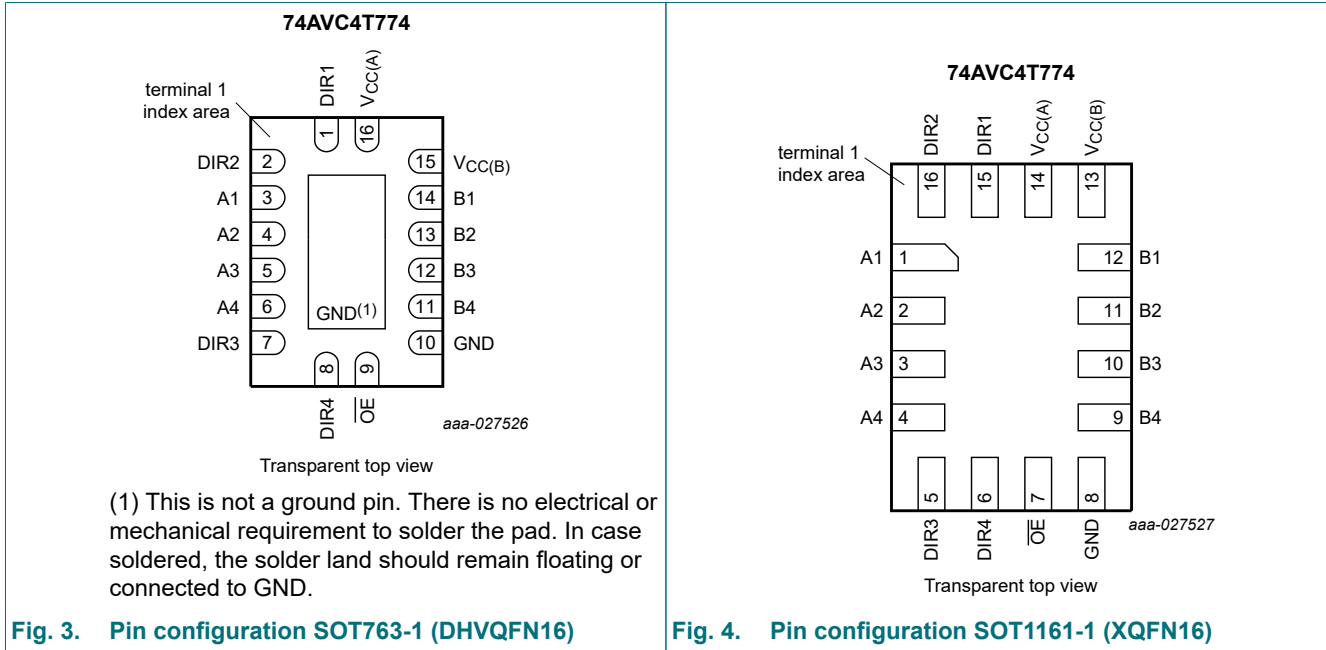 74AVC4T774
terminal 1
index area
DIR1
VCC(A)
1
16
DIR2 2 15 VCC(B)
A1 3 14 B1
A2 4 13 B2
A3 5 12 B3
A4 6 GND(1) 11 B4
DIR3 7 10 GND
8
9
DIR4
OE
aaa-027526
Transparent top view
(1) This is not a ground pin. There is no electrical or
mechanical requirement to solder the pad. In case
soldered, the solder land should remain floating or
connected to GND.
Fig. 3. Pin configuration SOT763-1 (DHVQFN16)
74AVC4T774
terminal 1
index area
DIR2
DIR1
VCC(A)
VCC(B)
16
15
14
13
A1 1 12 B1
A2 2 11 B2
A3 3 10 B3
A4 4 9 B4
5
6
7
8
DIR3
DIR4
OE
GND
aaa-027527
Transparent top view
Fig. 4. Pin configuration SOT1161-1 (XQFN16)